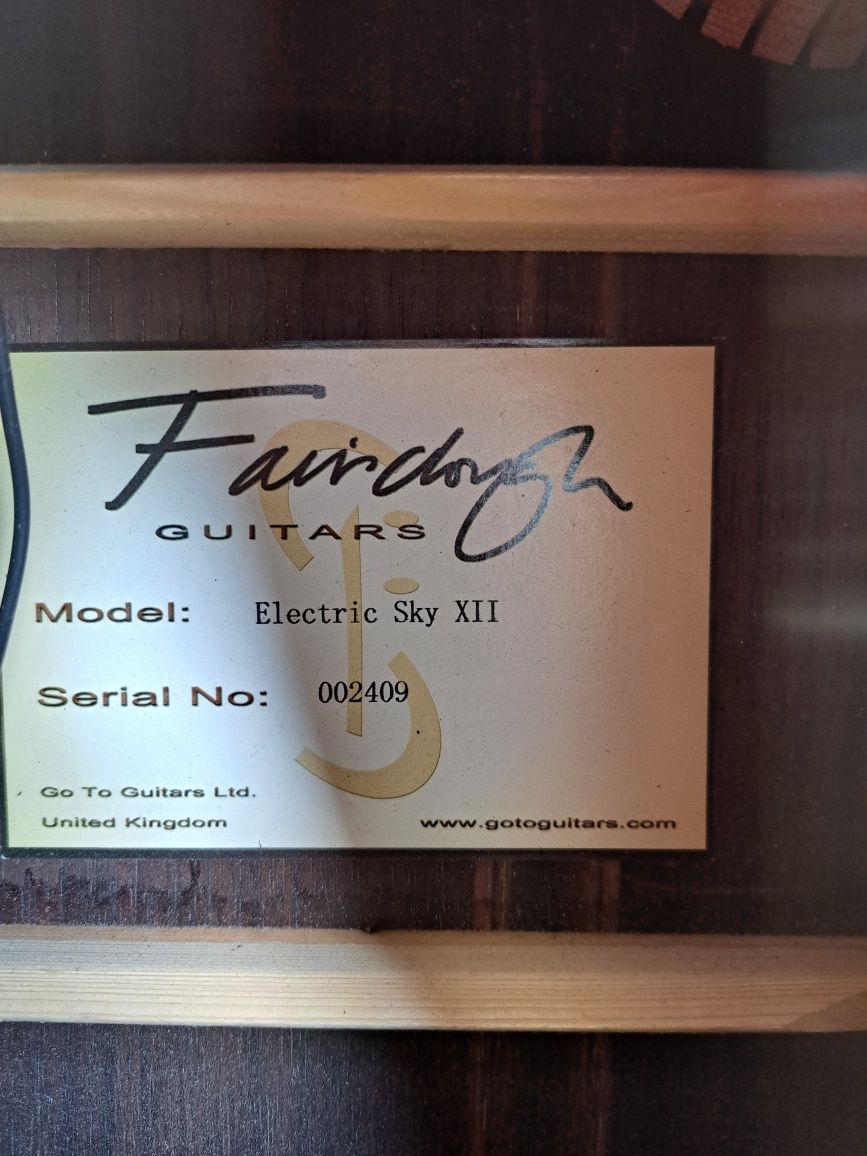 Fairclough
GUITARS
Model: Electric Sky XII
Serial No: 002409
Go To Guitars Ltd.
United Kingdom www.gotoguitars.com